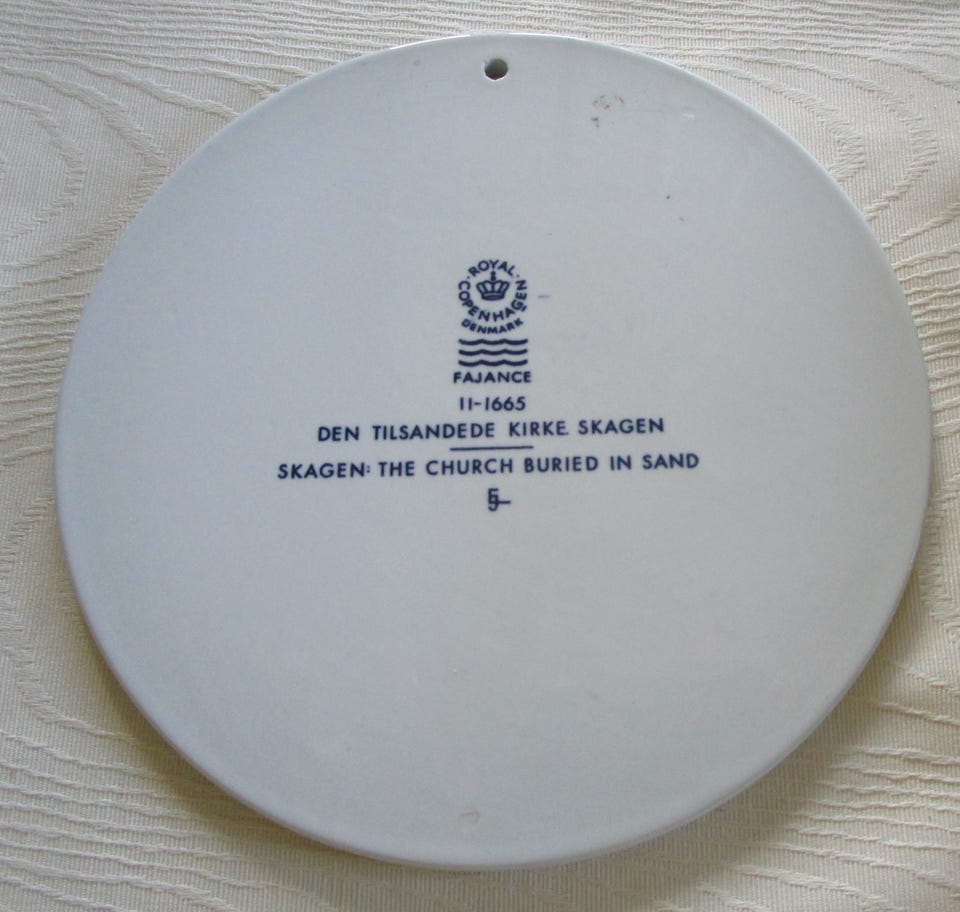 ROYAL
COPENHAGEN
DENMARK
FAJANCE
11-1665
DEN TILSANDEDE KIRKE. SKAGEN
SKAGEN: THE CHURCH BURIED IN SAND